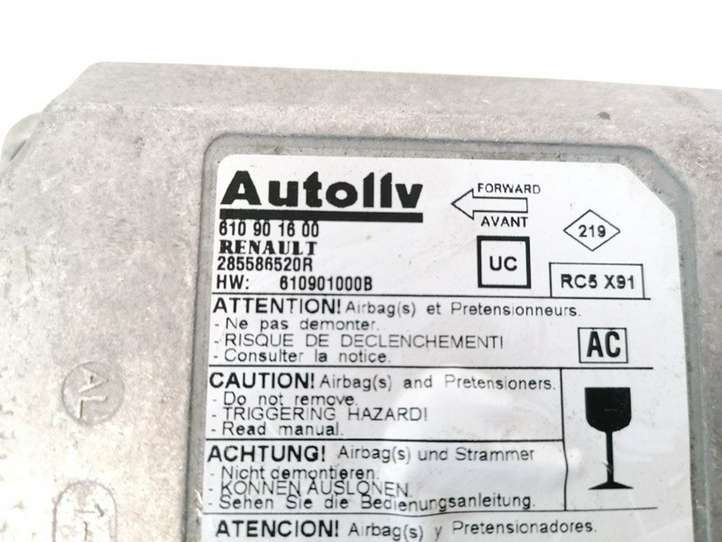 Autoliv
FORWARD
AVANT
610 90 16 00
RENAULT
285586520R
HW: 610901000B
UC
219
RC5 X91
ATTENTION! Airbag(s) et Pretensionneurs.
- Ne pas demonter.
- RISQUE DE DECLENCHEMENT!
- Consulter la notice.
AC
CAUTION! Airbag(s) and Pretensioners.
- Do not remove.
- TRIGGERING HAZARD!
- Read manual.
ACHTUNG! Airbag(s) und Strammer
- Nicht demontieren.
- KONNEN AUSLONEN.
- Sehen Sie die Bedienungsanleitung.
ATENCION! Airbag(s) y Pretensionadores.
AL